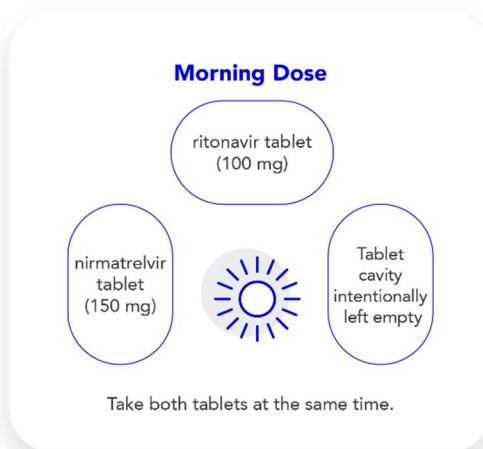 Morning Dose
ritonavir tablet
(100 mg)
nirmatrelvir
tablet
(150 mg)
Tablet
cavity
intentionally
left empty
Take both tablets at the same time.